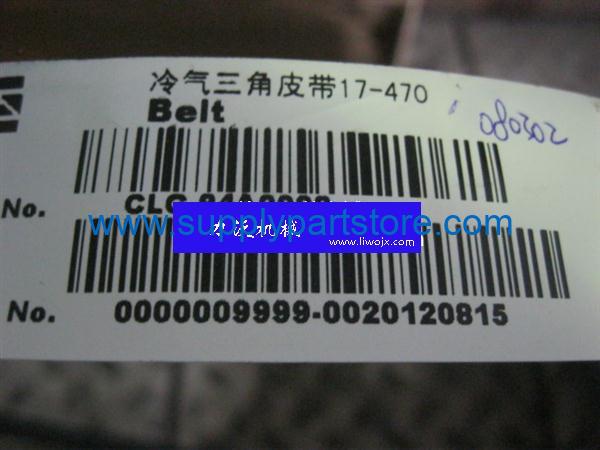 冷气三角皮带17-470
Belt
080202
No.
www.supplypartstore.com
www.liwojx.com
No. 0000009999-0020120815